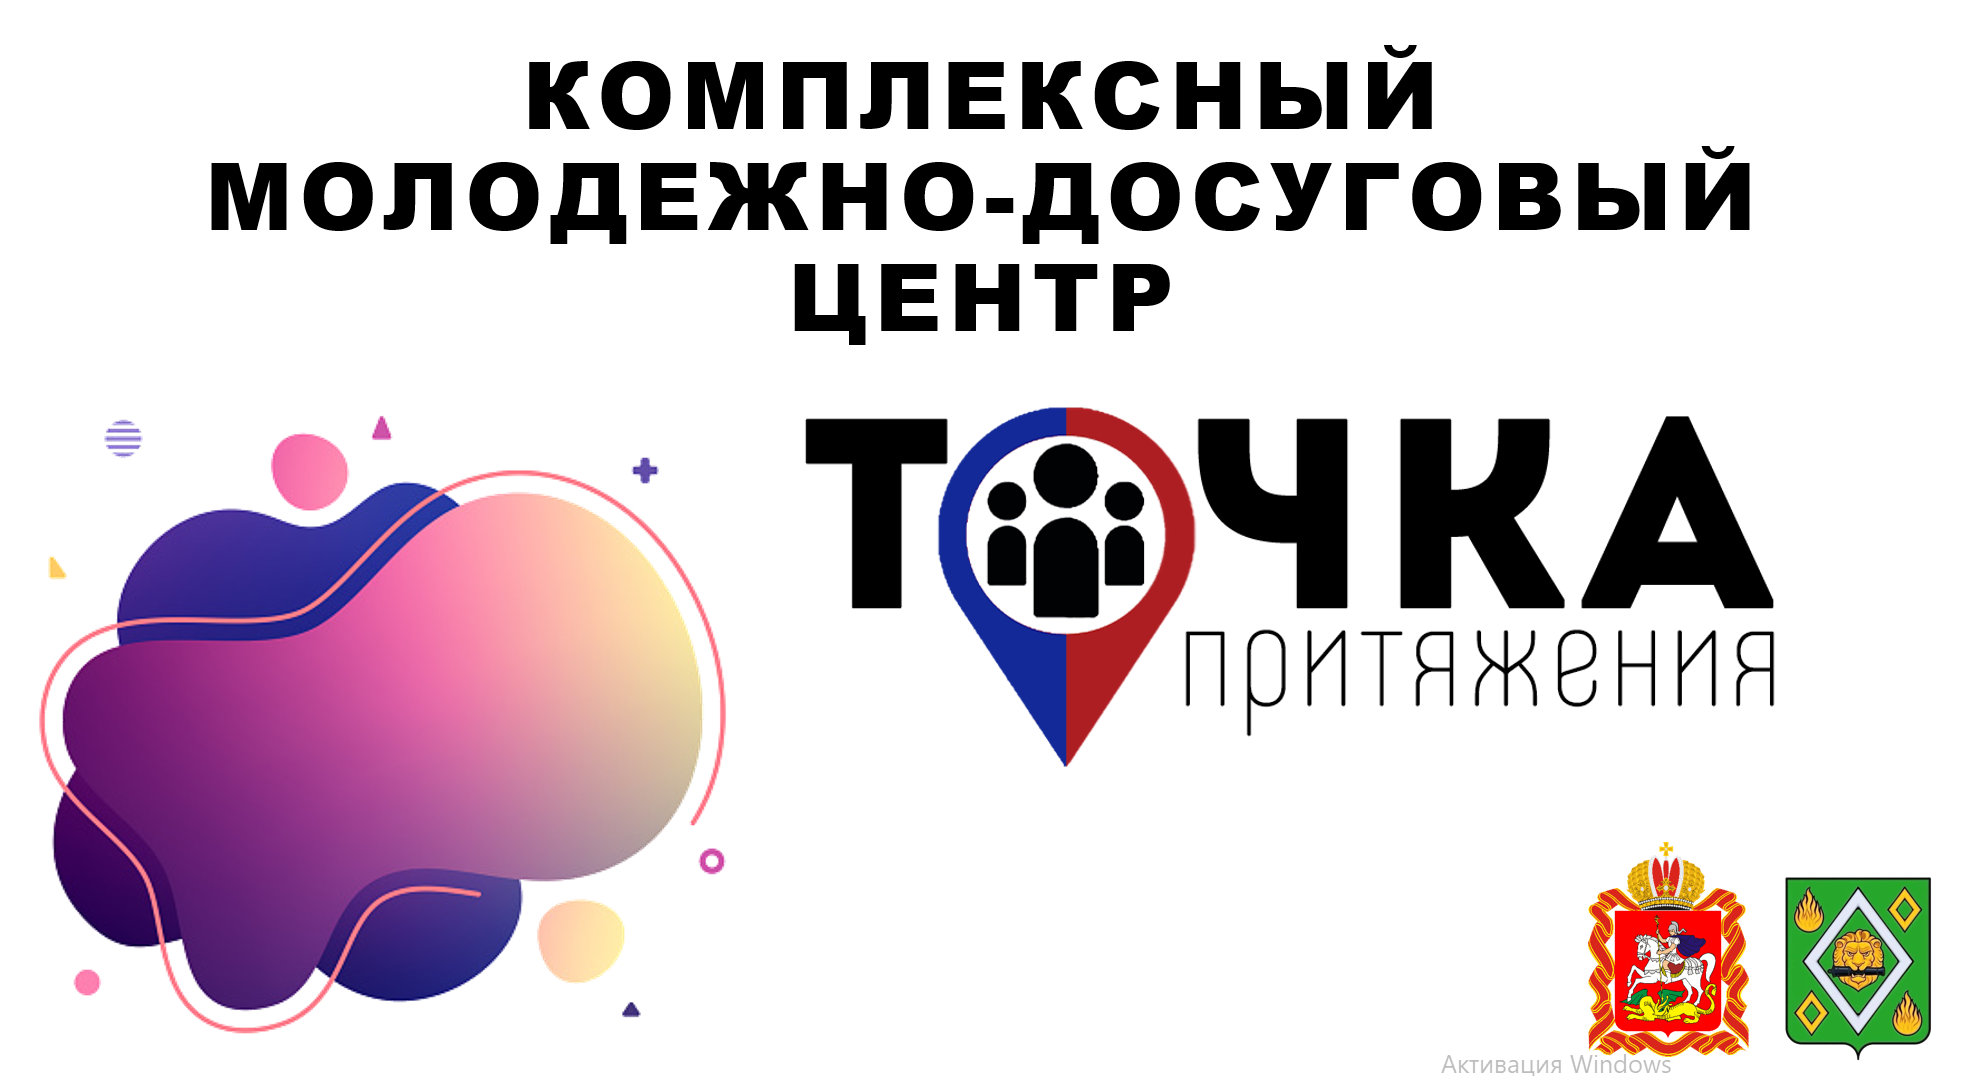 КОМПЛЕКСНЫЙ
МОЛОДЕЖНО-ДОСУГОВЫЙ
ЦЕНТР
ТОЧКА
притяжения
Активация Windows